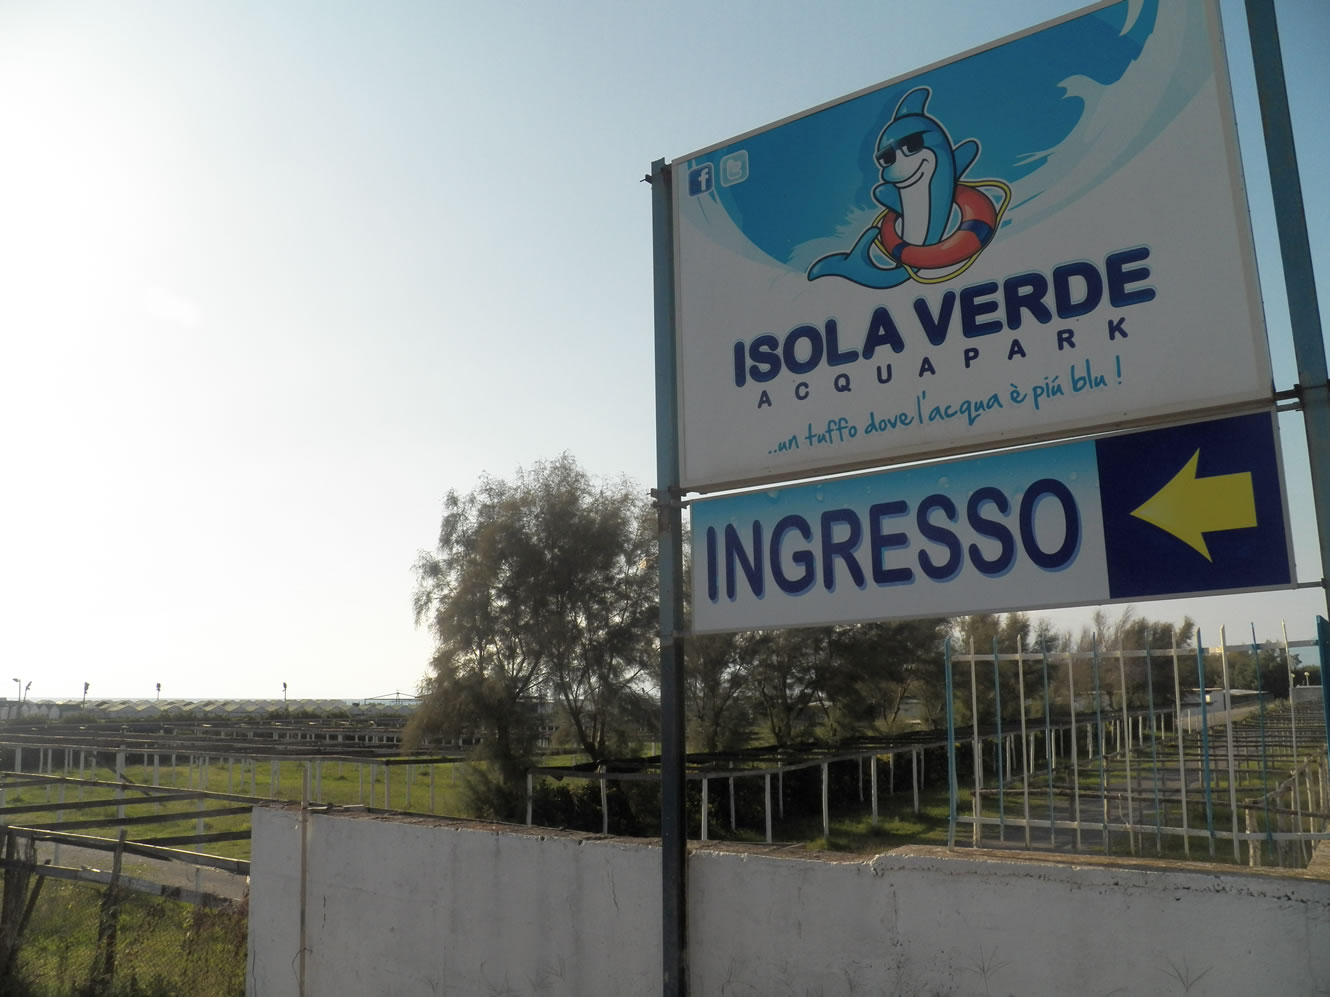 ISOLA VERDE
ACQUAPARK
..un tuffo dove l'acqua è piú blu !
INGRESSO